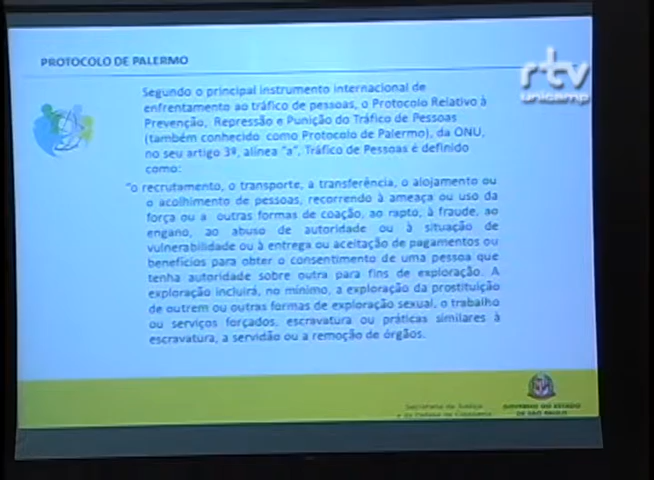 PROTOCOLO DE PALERMO
rtv
unicamp
Segundo o principal instrumento internacional de
enfrentamento ao tráfico de pessoas, o Protocolo Relativo à
Prevenção, Repressão e Punição do Tráfico de Pessoas
(também conhecido como Protocolo de Palermo), da ONU,
no seu artigo 3º, alínea "a", Tráfico de Pessoas é definido
como:
"o recrutamento, o transporte, a transferência, o alojamento ou
o acolhimento de pessoas, recorrendo à ameaça ou uso da
força ou a outras formas de coação, ao rapto, à fraude, ao
engano, ao abuso de autoridade ou à situação de
vulnerabilidade ou à entrega ou aceitação de pagamentos ou
benefícios para obter o consentimento de uma pessoa que
tenha autoridade sobre outra para fins de exploração. A
exploração incluirá, no mínimo, a exploração da prostituição
de outrem ou outras formas de exploração sexual, o trabalho
ou serviços forçados, escravatura ou práticas similares à
escravatura, a servidão ou a remoção de órgãos.
Secretaria da Justiça
e da Defesa da Cidadania
GOVERNO DO ESTADO
DE SÃO PAULO